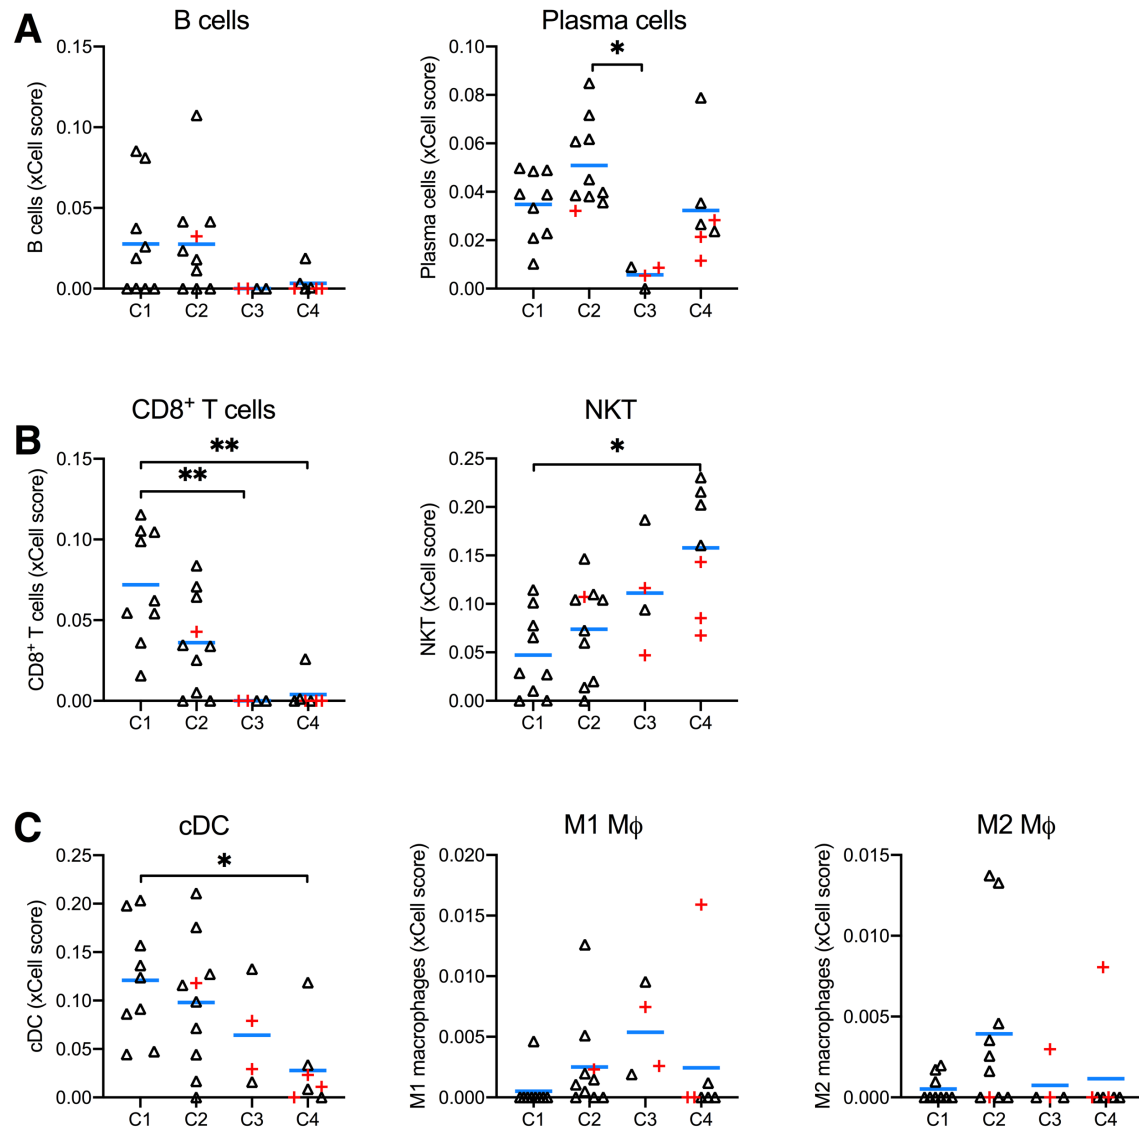 A
B cells
Plasma cells
*
B cells (xCell score)
0.15
0.10
0.05
0.00
C1 C2 C3 C4
Plasma cells (xCell score)
0.10
0.08
0.06
0.04
0.02
0.00
C1 C2 C3 C4
B
CD8+ T cells
NKT
**
**
*
CD8+ T cells (xCell score)
0.15
0.10
0.05
0.00
C1 C2 C3 C4
NKT (xCell score)
0.25
0.20
0.15
0.10
0.05
0.00
C1 C2 C3 C4
C
cDC
M1 Mϕ
M2 Mϕ
*
cDC (xCell score)
0.25
0.20
0.15
0.10
0.05
0.00
C1 C2 C3 C4
M1 macrophages (xCell score)
0.020
0.015
0.010
0.005
0.000
C1 C2 C3 C4
M2 macrophages (xCell score)
0.015
0.010
0.005
0.000
C1 C2 C3 C4